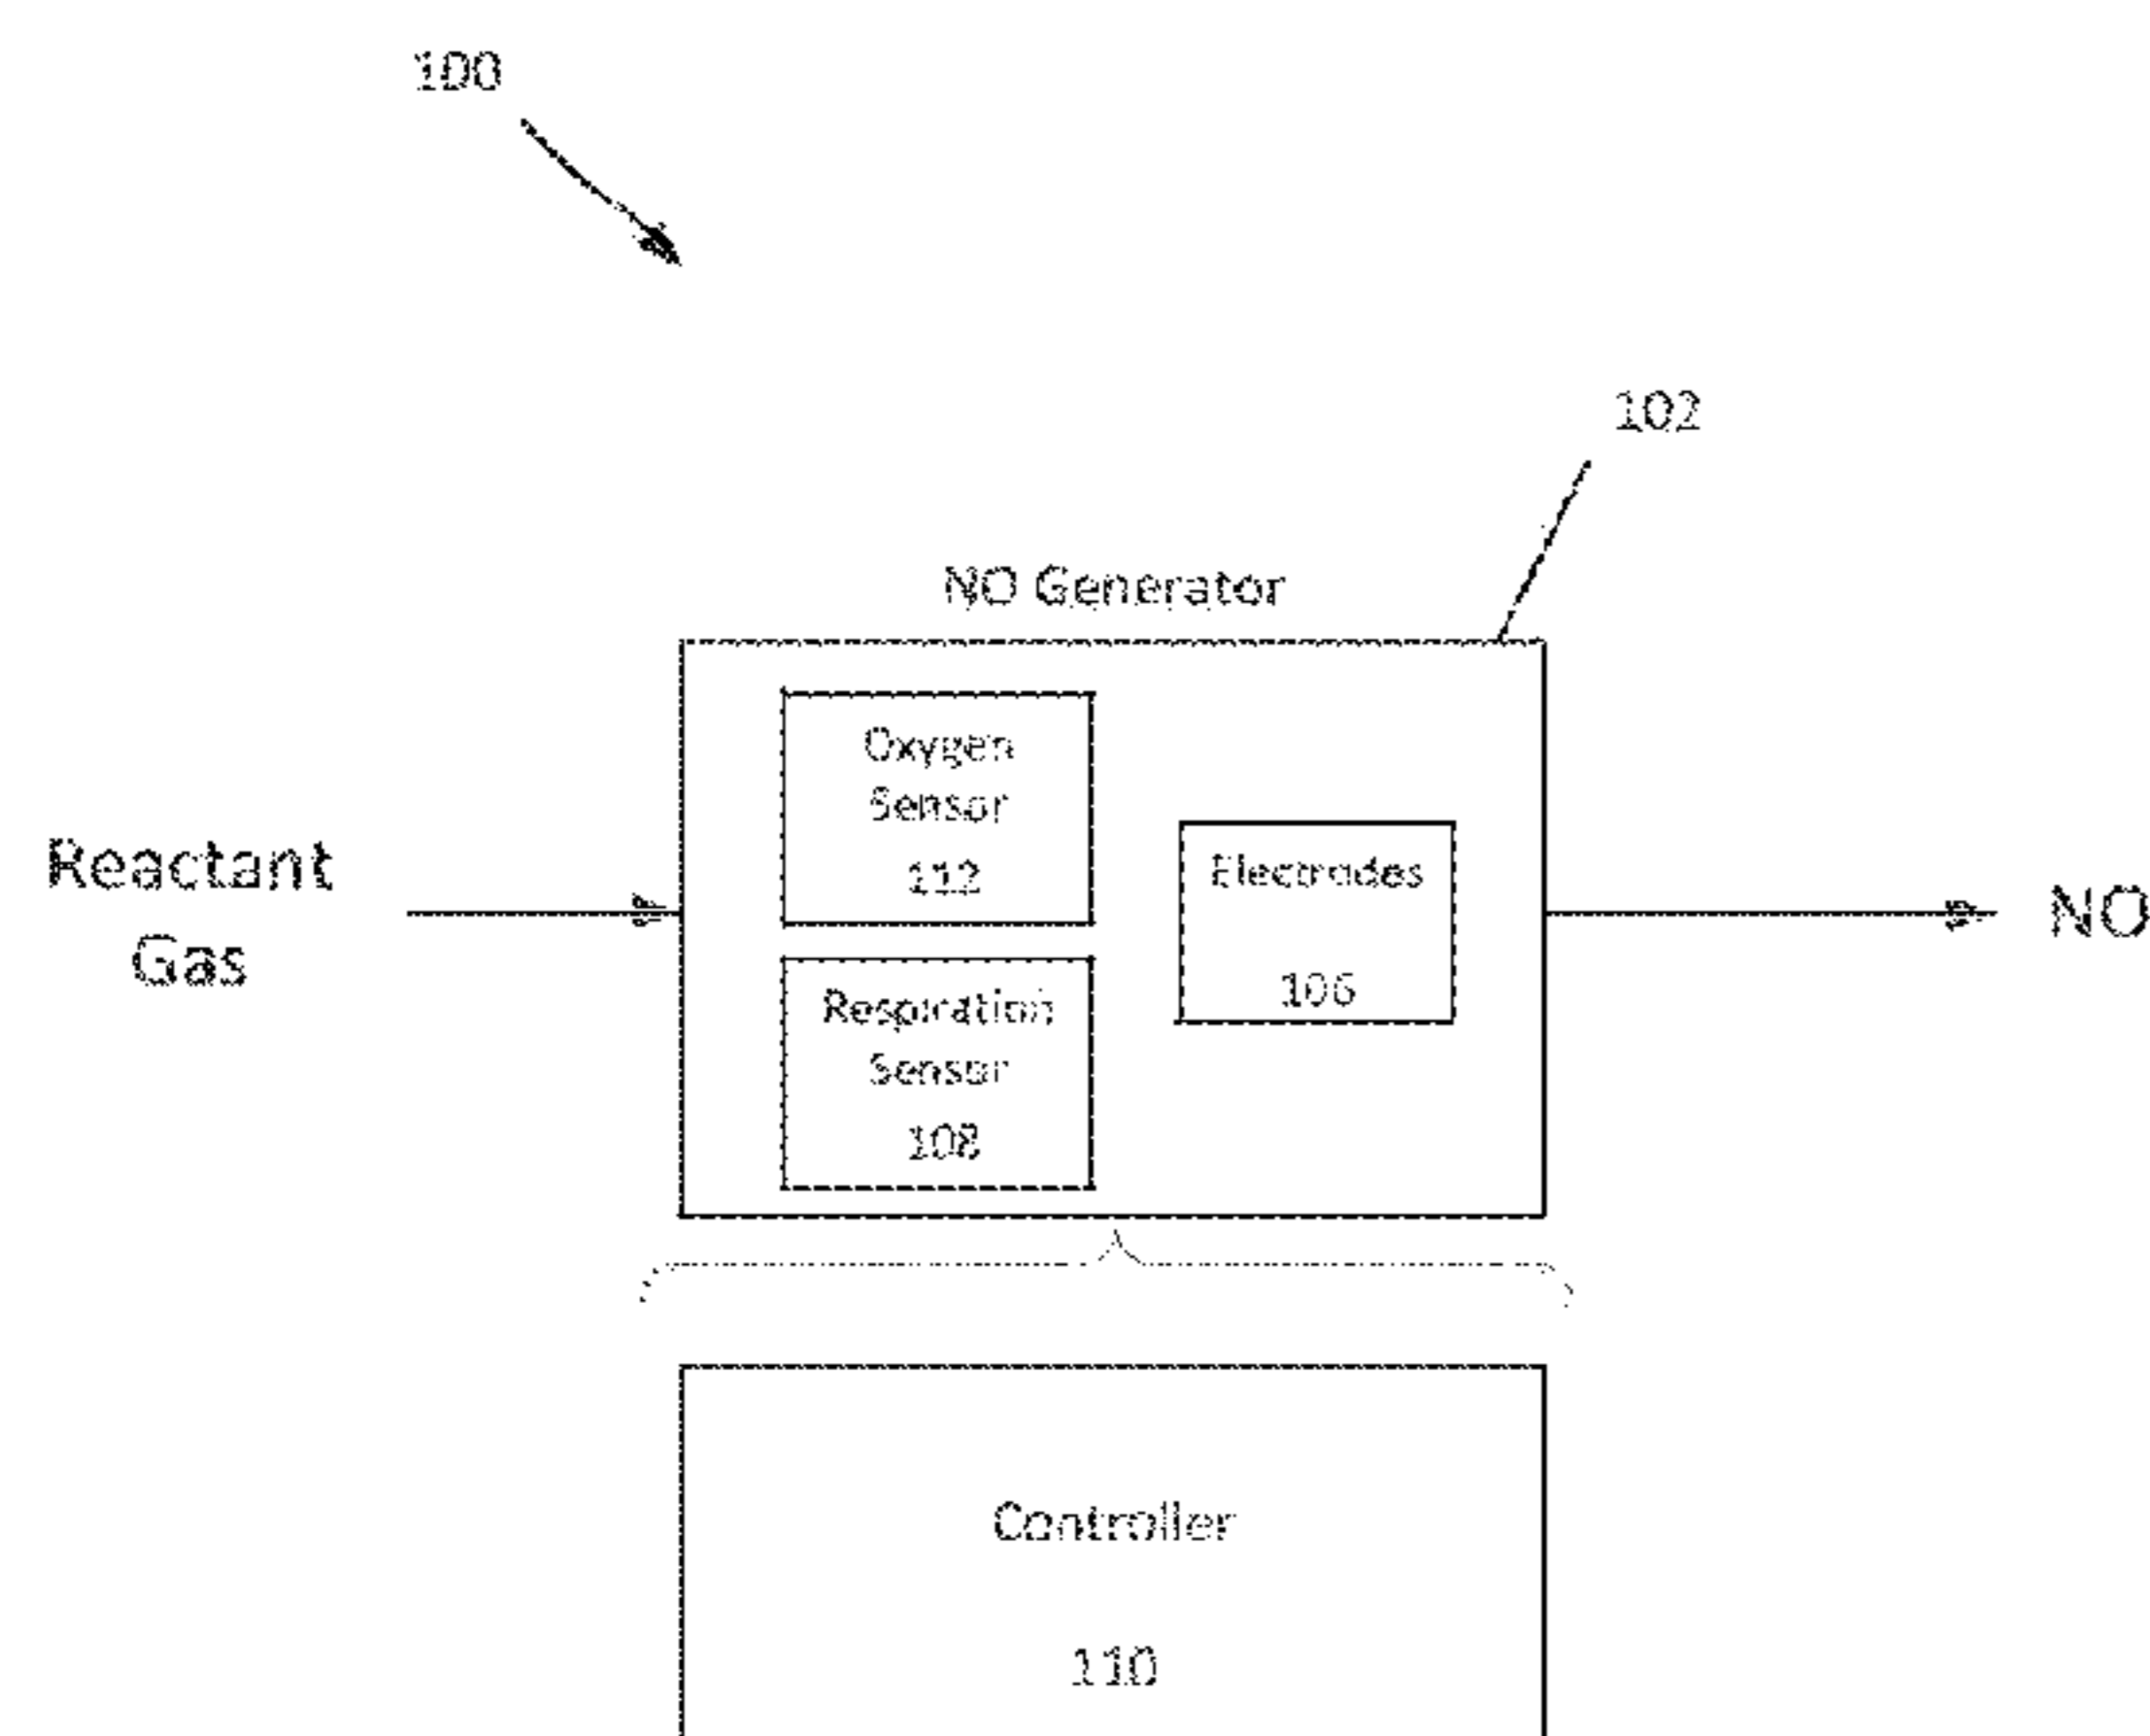 100
102
NO Generator
Oxygen
Sensor
112
Electrodes
106
Reactant
Gas
NO
Respiration
Sensor
108
Controller
110